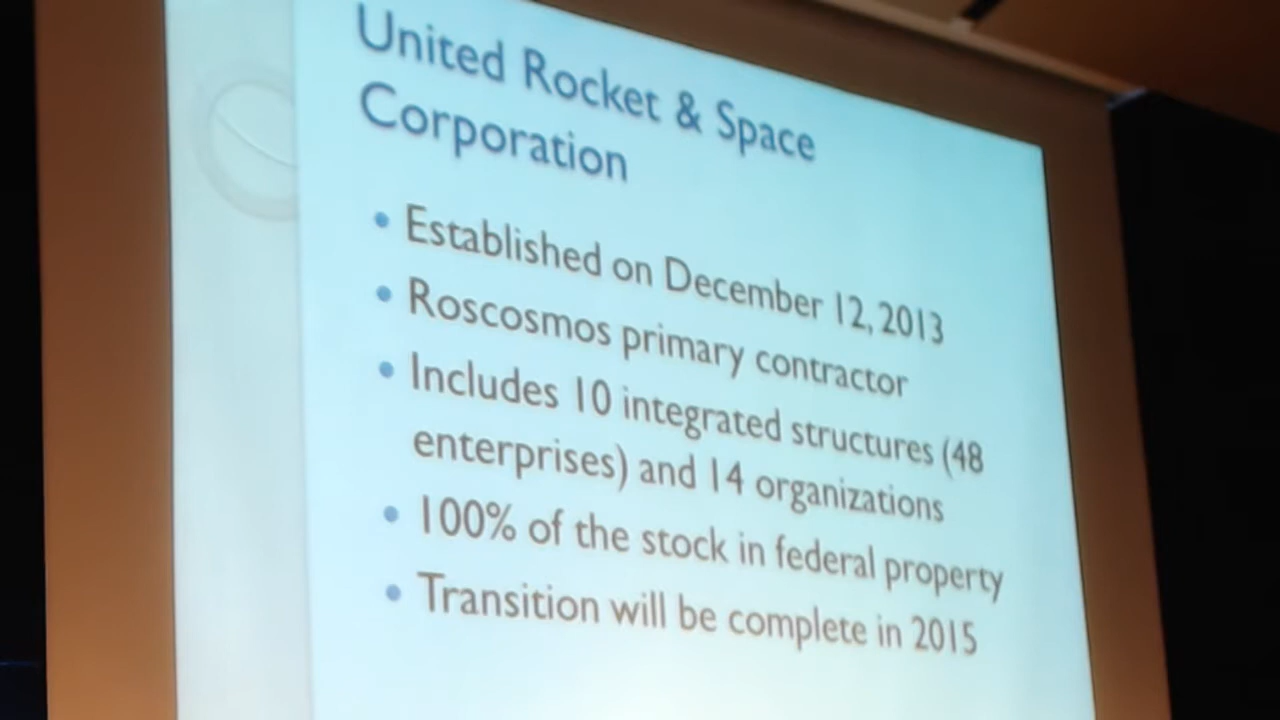 United Rocket & Space
Corporation
• Established on December 12, 2013
• Roscosmos primary contractor
• Includes 10 integrated structures (48
enterprises) and 14 organizations
• 100% of the stock in federal property
• Transition will be complete in 2015